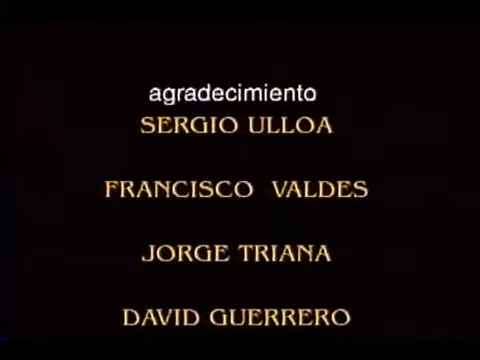 agradecimiento
SERGIO ULLOA
FRANCISCO VALDES
JORGE TRIANA
DAVID GUERRERO